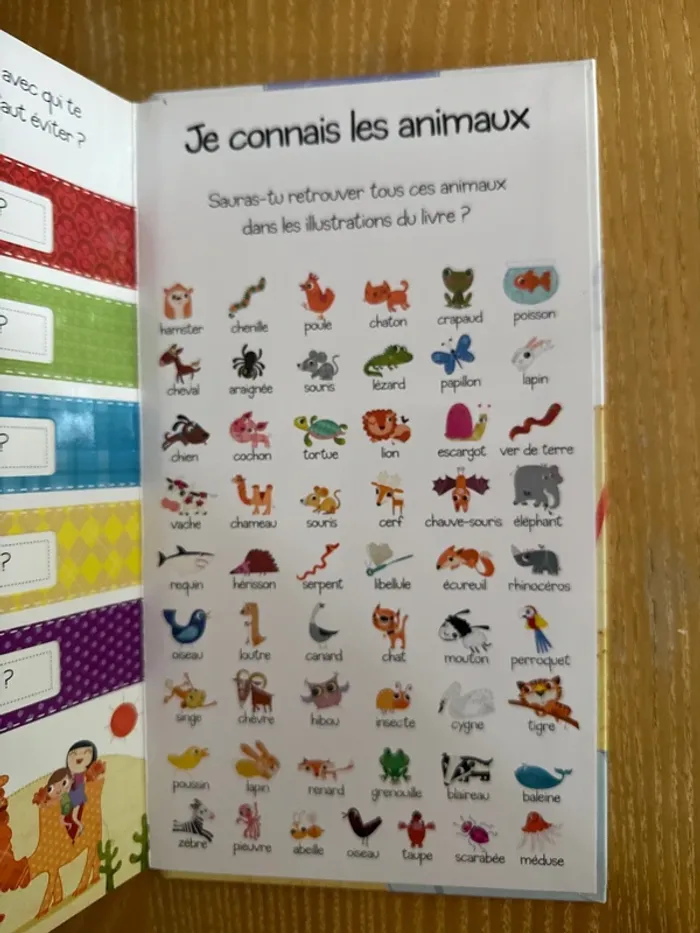 avec qui te
aut éviter ?
?
?
?
?
?
Je connais les animaux
Sauras-tu retrouver tous ces animaux
dans les illustrations du livre ?
hamster chenille poule chaton crapaud poisson
cheval araignée souris lézard papillon lapin
chien cochon tortue lion escargot ver de terre
vache chameau souris cerf chauve-souris éléphant
requin hérisson serpent libellule écureuil rhinocéros
oiseau loutre canard chat mouton perroquet
singe chèvre hibou insecte cygne tigre
poussin lapin renard grenouille blaireau baleine
zèbre pieuvre abeille oiseau taupe scarabée méduse